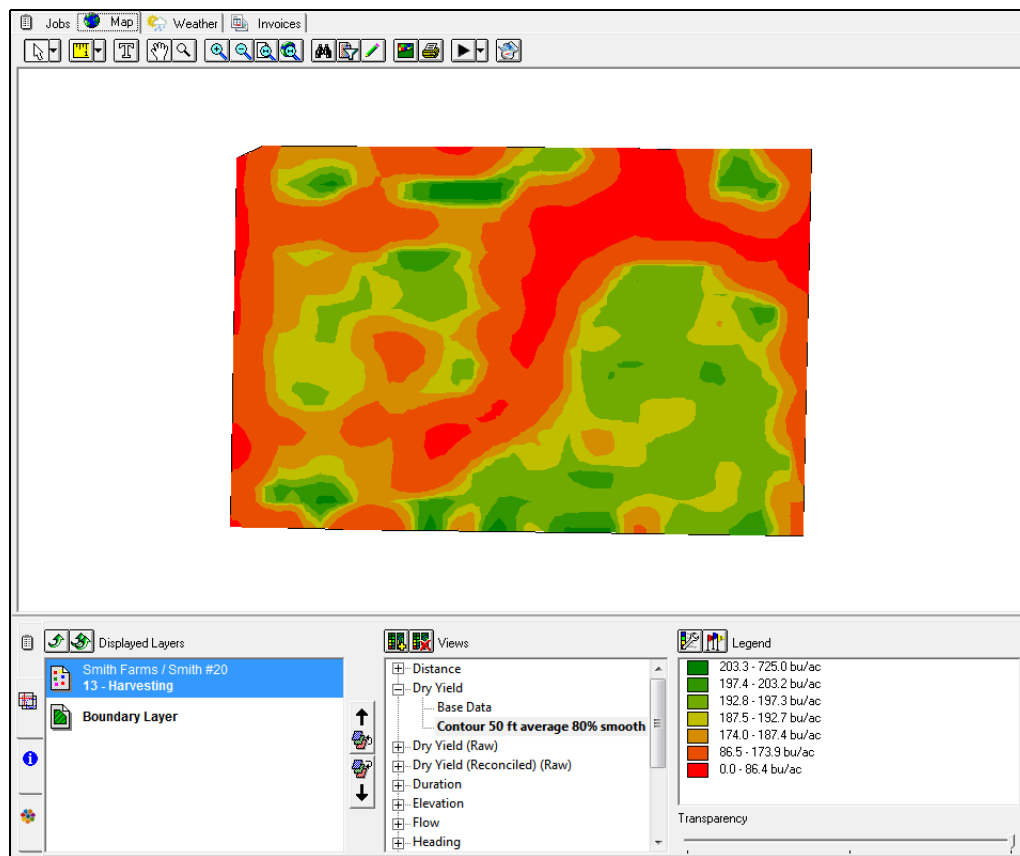 Jobs Map Weather Invoices
T
Displayed Layers
Smith Farms / Smith #20
13 - Harvesting
Boundary Layer
Views
Distance
Dry Yield
Base Data
Contour 50 ft average 80% smooth
Dry Yield (Raw)
Dry Yield (Reconciled) (Raw)
Duration
Elevation
Flow
Heading
Legend
203.3 - 725.0 bu/ac
197.4 - 203.2 bu/ac
192.8 - 197.3 bu/ac
187.5 - 192.7 bu/ac
174.0 - 187.4 bu/ac
86.5 - 173.9 bu/ac
0.0 - 86.4 bu/ac
Transparency